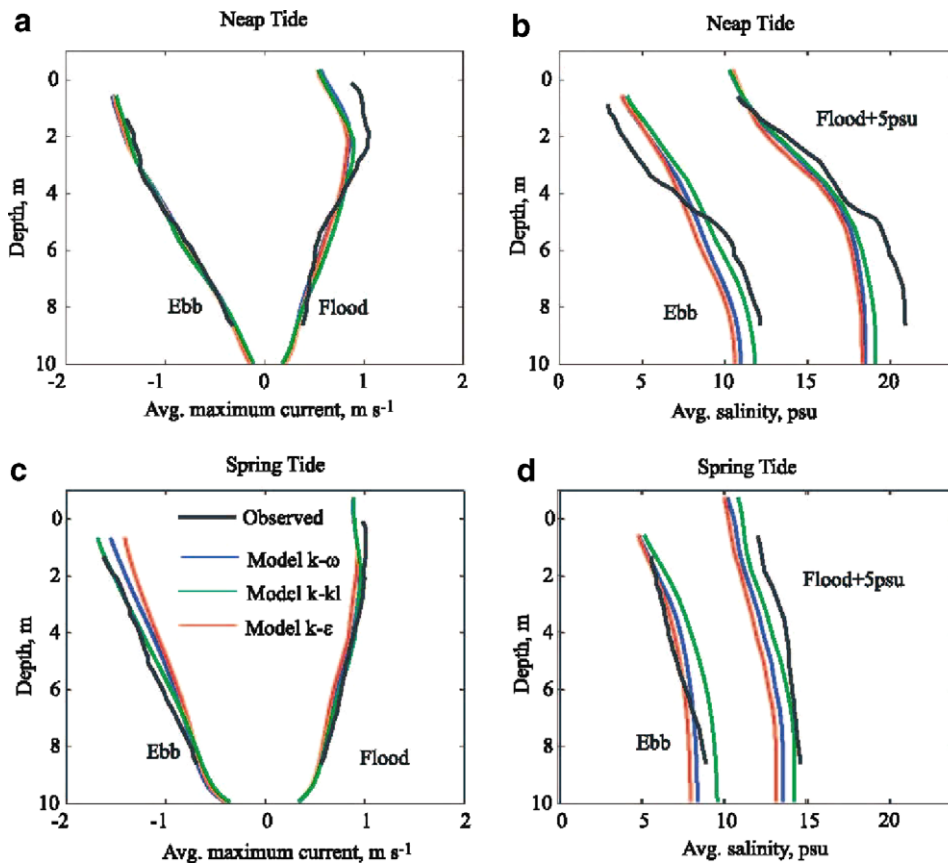 a
Neap Tide
0
2
4
6
8
10
Depth, m
Ebb
Flood
-2
-1
0
1
2
Avg. maximum current, m s-1
b
Neap Tide
0
2
4
6
8
10
Depth, m
Flood+5psu
Ebb
0
5
10
15
20
Avg. salinity, psu
c
Spring Tide
0
2
4
6
8
10
Depth, m
Observed
Model k-ω
Model k-kl
Model k-ε
Ebb
Flood
-2
-1
0
1
2
Avg. maximum current, m s-1
d
Spring Tide
0
2
4
6
8
10
Depth, m
Flood+5psu
Ebb
0
5
10
15
20
Avg. salinity, psu